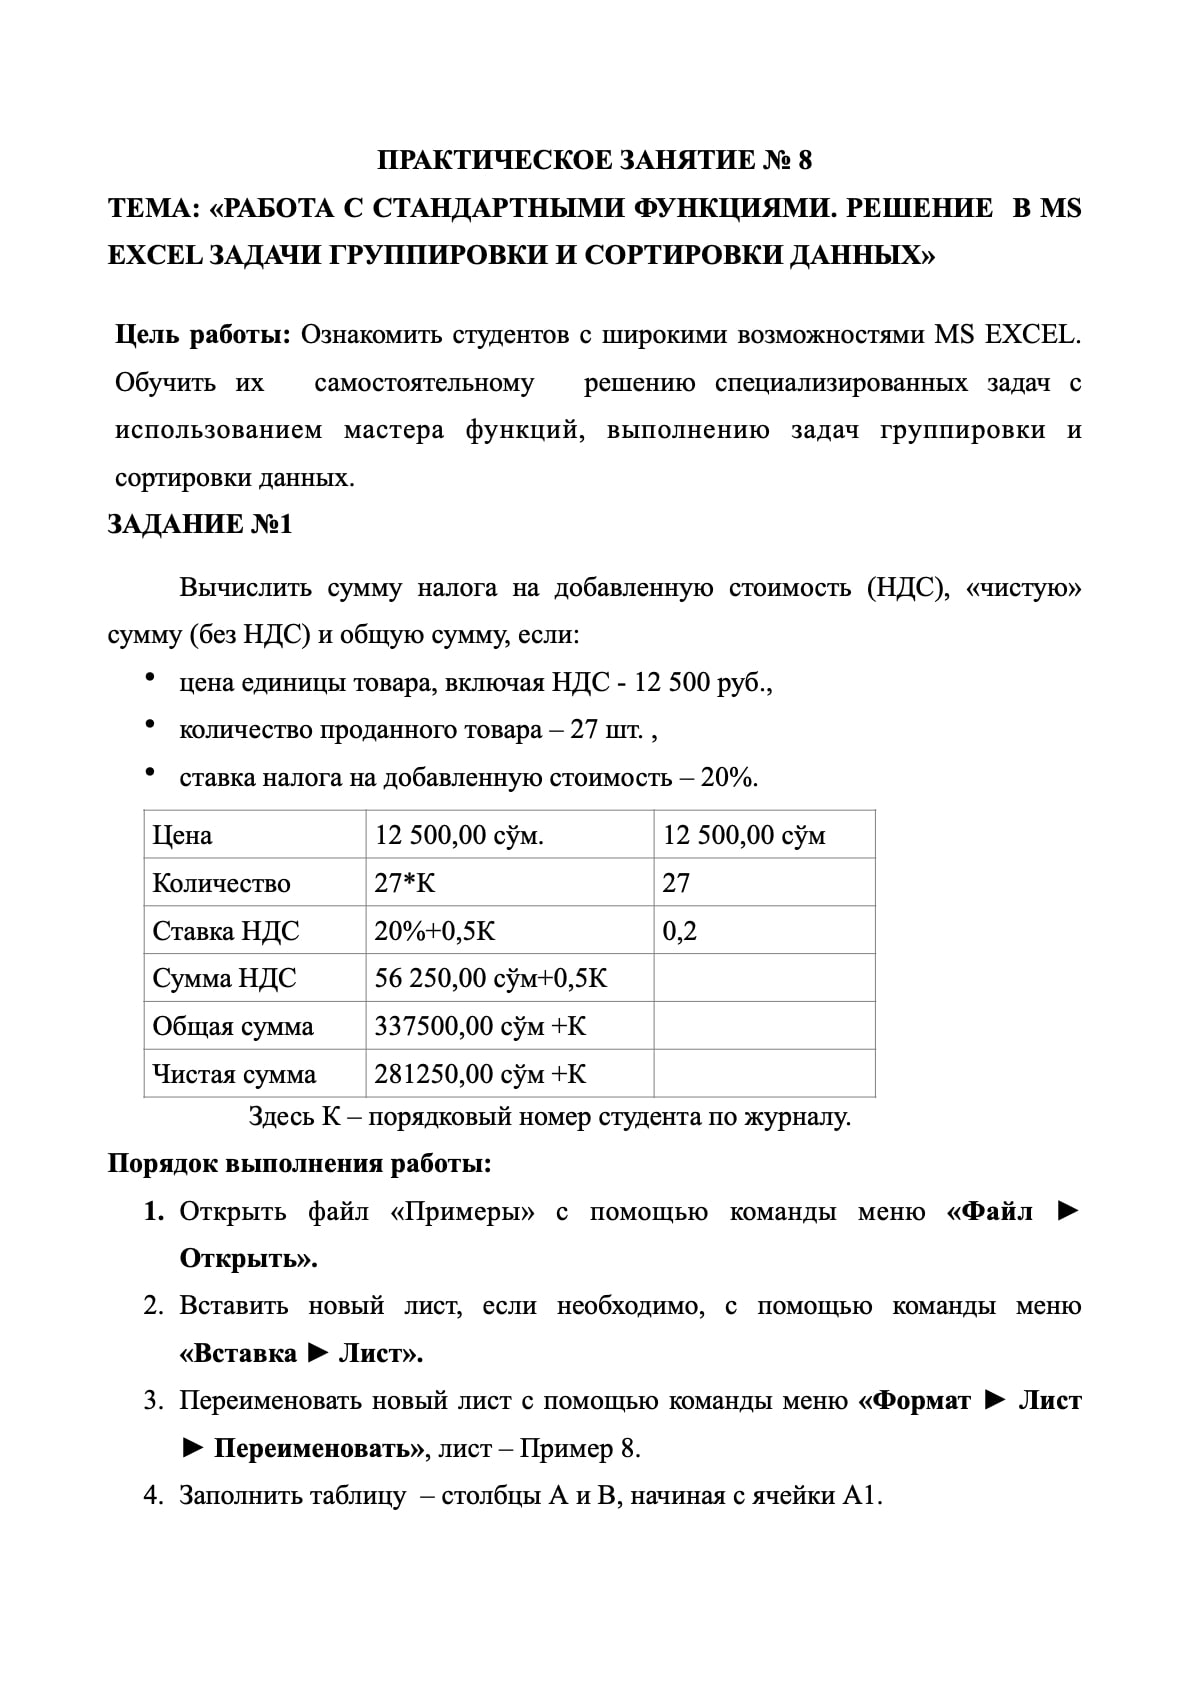 ПРАКТИЧЕСКОЕ ЗАНЯТИЕ № 8
ТЕМА: «РАБОТА С СТАНДАРТНЫМИ ФУНКЦИЯМИ. РЕШЕНИЕ В MS
EXCEL ЗАДАЧИ ГРУППИРОВКИ И СОРТИРОВКИ ДАННЫХ»
Цель работы: Ознакомить студентов с широкими возможностями MS EXCEL.
Обучить их самостоятельному решению специализированных задач с
использованием мастера функций, выполнению задач группировки и
сортировки данных.
ЗАДАНИЕ №1
Вычислить сумму налога на добавленную стоимость (НДС), «чистую»
сумму (без НДС) и общую сумму, если:
• цена единицы товара, включая НДС - 12 500 руб.,
• количество проданного товара – 27 шт. ,
• ставка налога на добавленную стоимость – 20%.
Цена 12 500,00 сўм. 12 500,00 сўм
Количество 27*К 27
Ставка НДС 20%+0,5К 0,2
Сумма НДС 56 250,00 сўм+0,5К
Общая сумма 337500,00 сўм +К
Чистая сумма 281250,00 сўм +К
Здесь К – порядковый номер студента по журналу.
Порядок выполнения работы:
1. Открыть файл «Примеры» с помощью команды меню «Файл ►
Открыть».
2. Вставить новый лист, если необходимо, с помощью команды меню
«Вставка ► Лист».
3. Переименовать новый лист с помощью команды меню «Формат ► Лист
► Переименовать», лист – Пример 8.
4. Заполнить таблицу – столбцы А и В, начиная с ячейки А1.